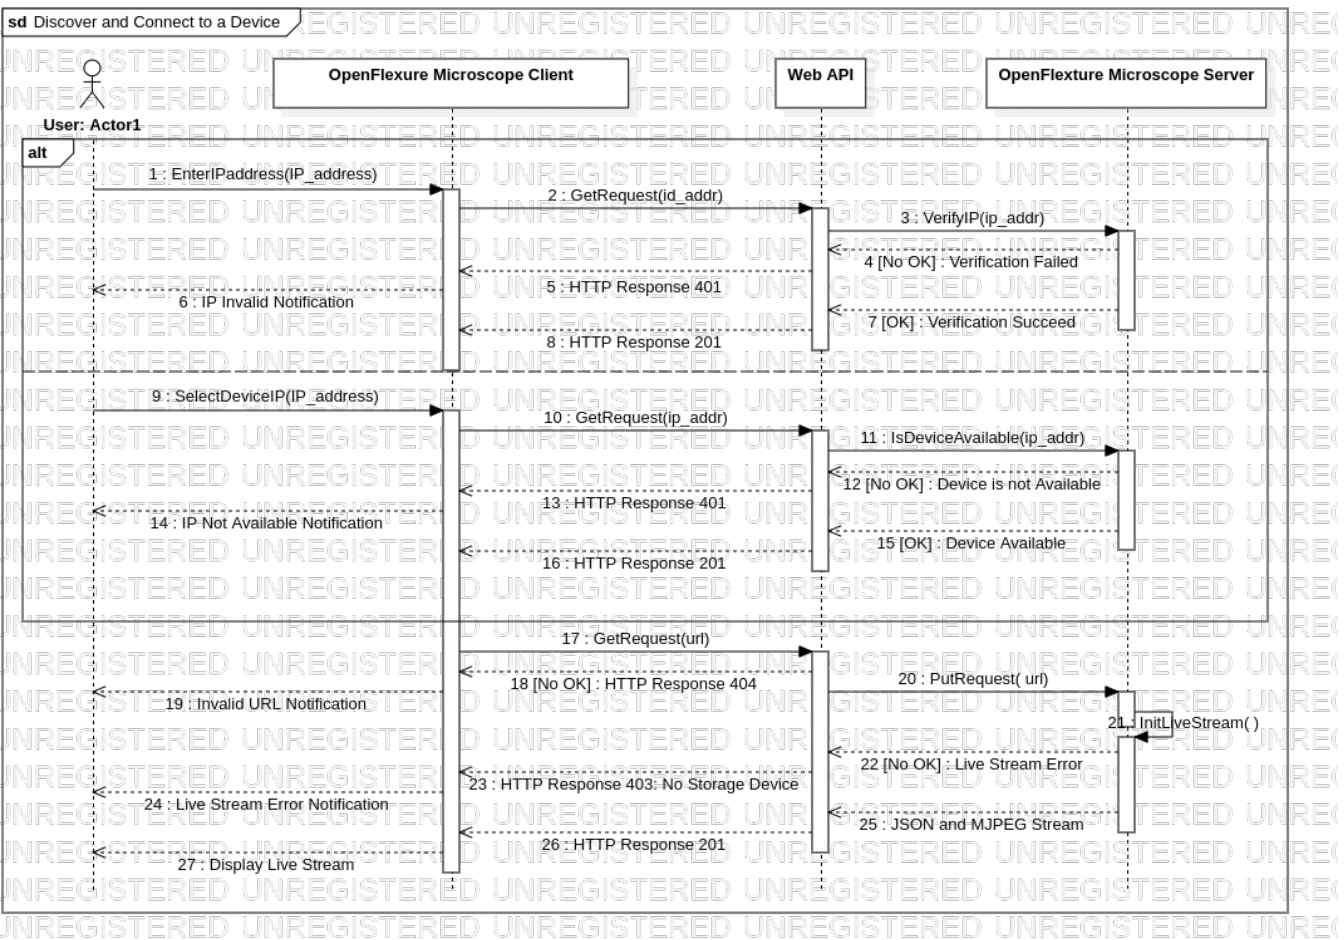 sd Discover and Connect to a Device
OpenFlexure Microscope Client
Web API
OpenFlexture Microscope Server
User: Actor1
alt
1 : EnterIPaddress(IP_address)
2 : GetRequest(id_addr)
3 : VerifyIP(ip_addr)
4 [No OK] : Verification Failed
5 : HTTP Response 401
6 : IP Invalid Notification
7 [OK] : Verification Succeed
8 : HTTP Response 201
9 : SelectDeviceIP(IP_address)
10 : GetRequest(ip_addr)
11 : IsDeviceAvailable(ip_addr)
12 [No OK] : Device is not Available
13 : HTTP Response 401
14 : IP Not Available Notification
15 [OK] : Device Available
16 : HTTP Response 201
17 : GetRequest(url)
18 [No OK] : HTTP Response 404
19 : Invalid URL Notification
20 : PutRequest( url)
21 : InitLiveStream( )
22 [No OK] : Live Stream Error
23 : HTTP Response 403: No Storage Device
24 : Live Stream Error Notification
25 : JSON and MJPEG Stream
26 : HTTP Response 201
27 : Display Live Stream
UNREGISTERED